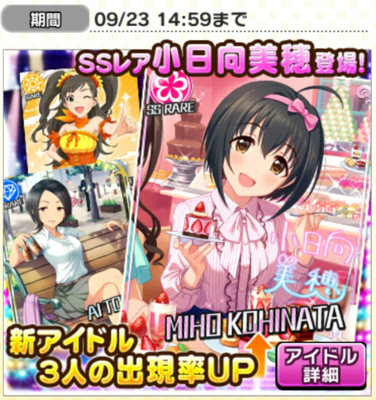 期間
09/23 14:59まで
SSレア小日向美穂登場!
RARE
SS RARE
RARE
AI TO
小日向
美穂
MIHO KOHINATA
新アイドル
3人の出現率UP
アイドル
詳細